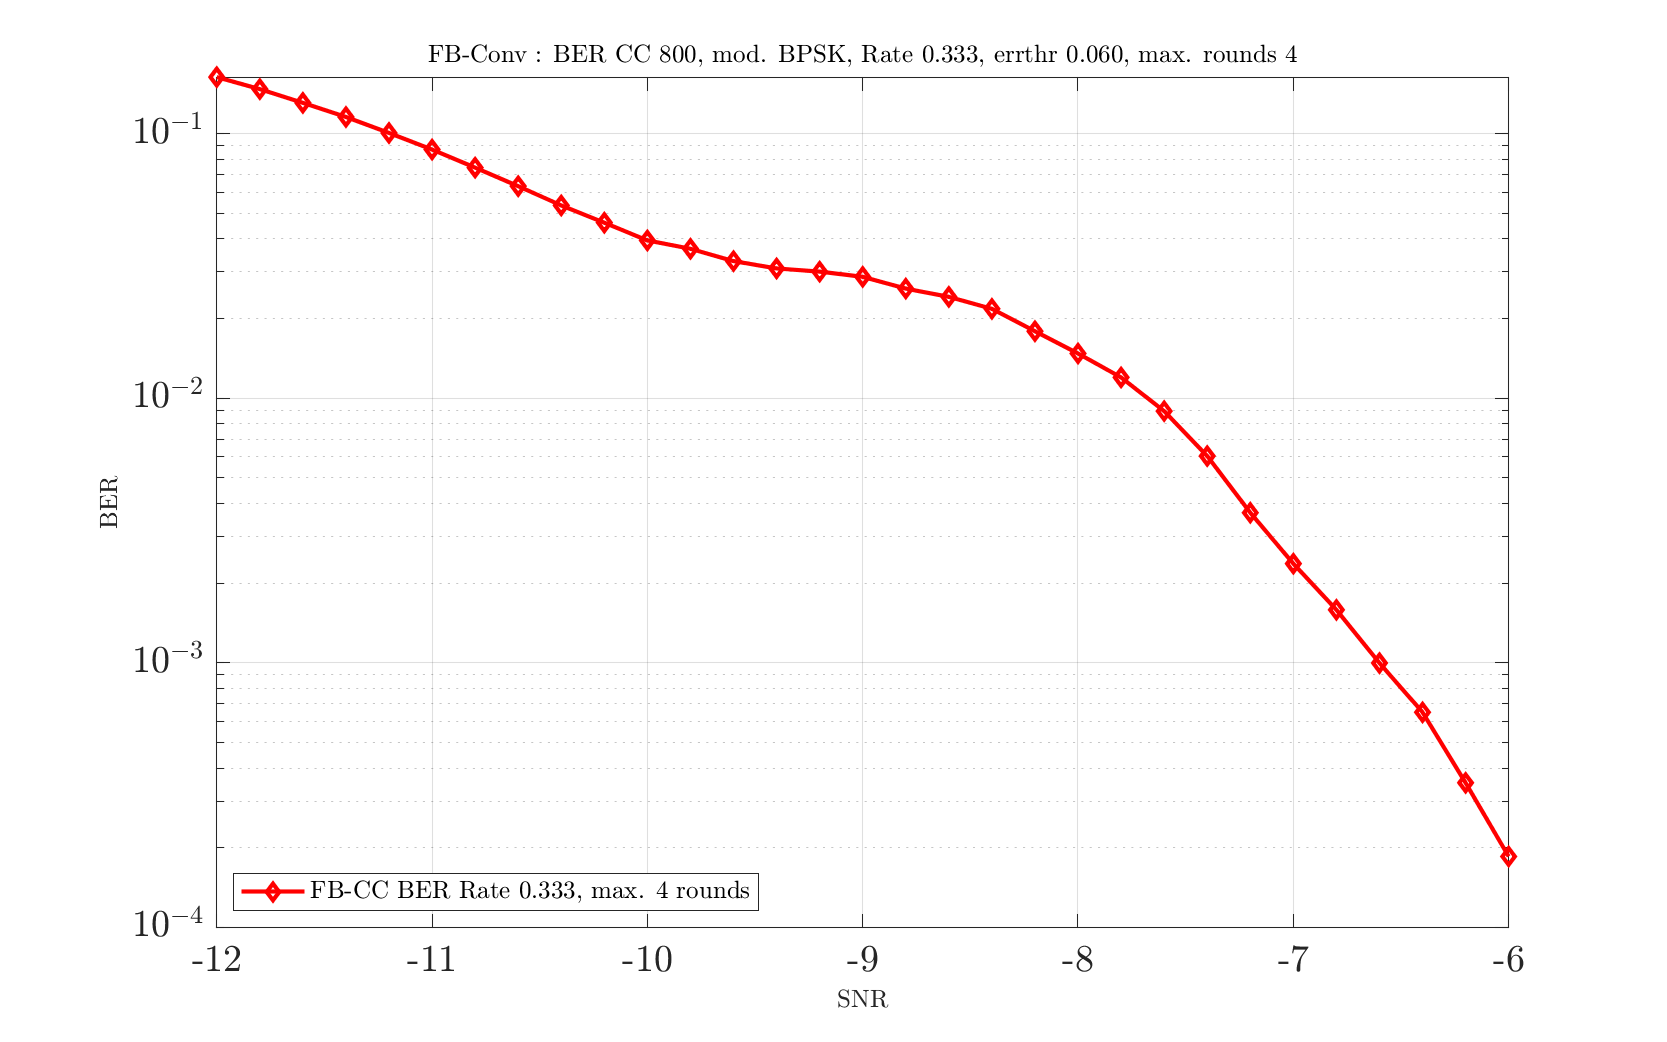 FB-Conv : BER CC 800, mod. BPSK, Rate 0.333, errthr 0.060, max. rounds 4
10⁻¹
10⁻²
10⁻³
10⁻⁴
BER
FB-CC BER Rate 0.333, max. 4 rounds
-12 -11 -10 -9 -8 -7 -6
SNR